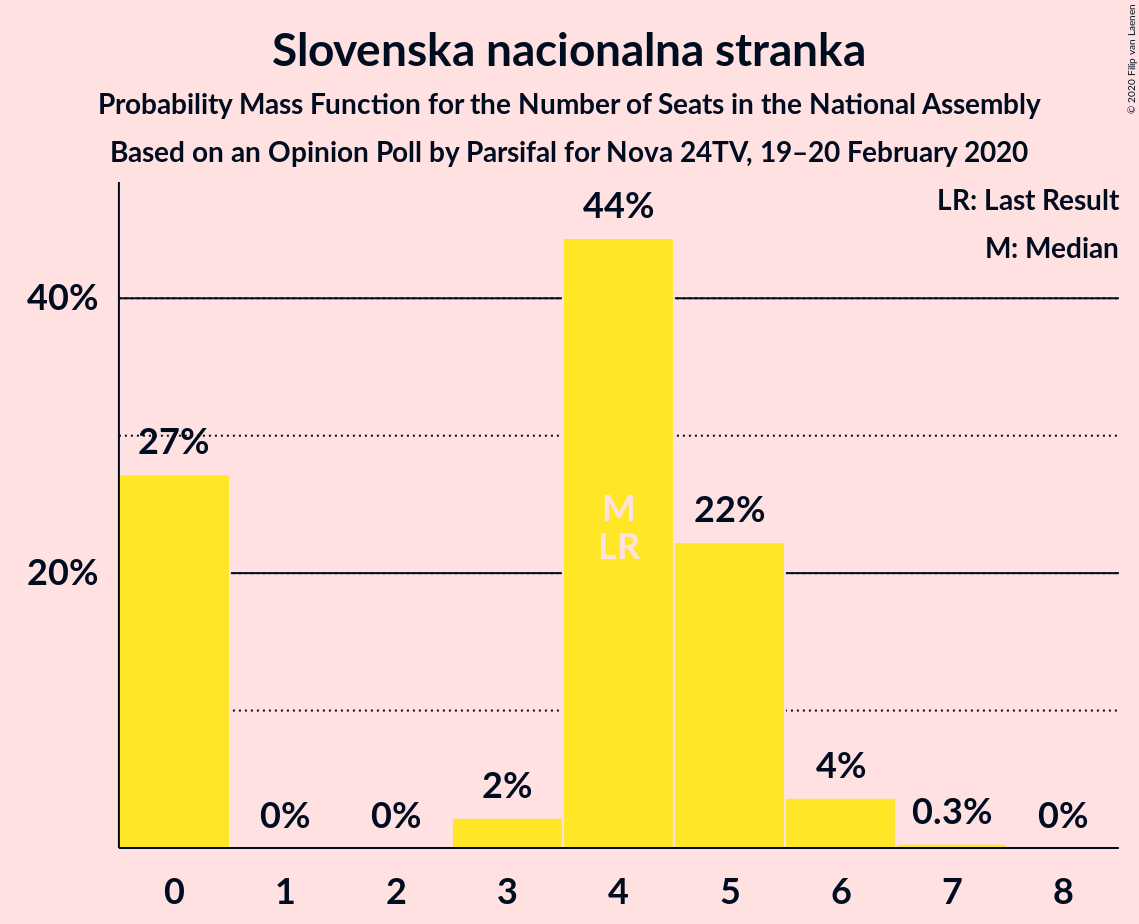 Slovenska nacionalna stranka
Probability Mass Function for the Number of Seats in the National Assembly
Based on an Opinion Poll by Parsifal for Nova 24TV, 19–20 February 2020
© 2020 Filip van Laenen
LR: Last Result
M: Median
44%
40%
27%
M
LR
22%
20%
2%
4%
0%
0%
0.3%
0%
0 1 2 3 4 5 6 7 8